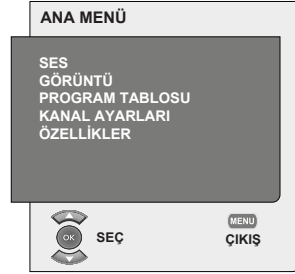 ANA MENÜ
SES
GÖRÜNTÜ
PROGRAM TABLOSU
KANAL AYARLARI
ÖZELLİKLER
OK SEÇ
MENU
ÇIKIŞ